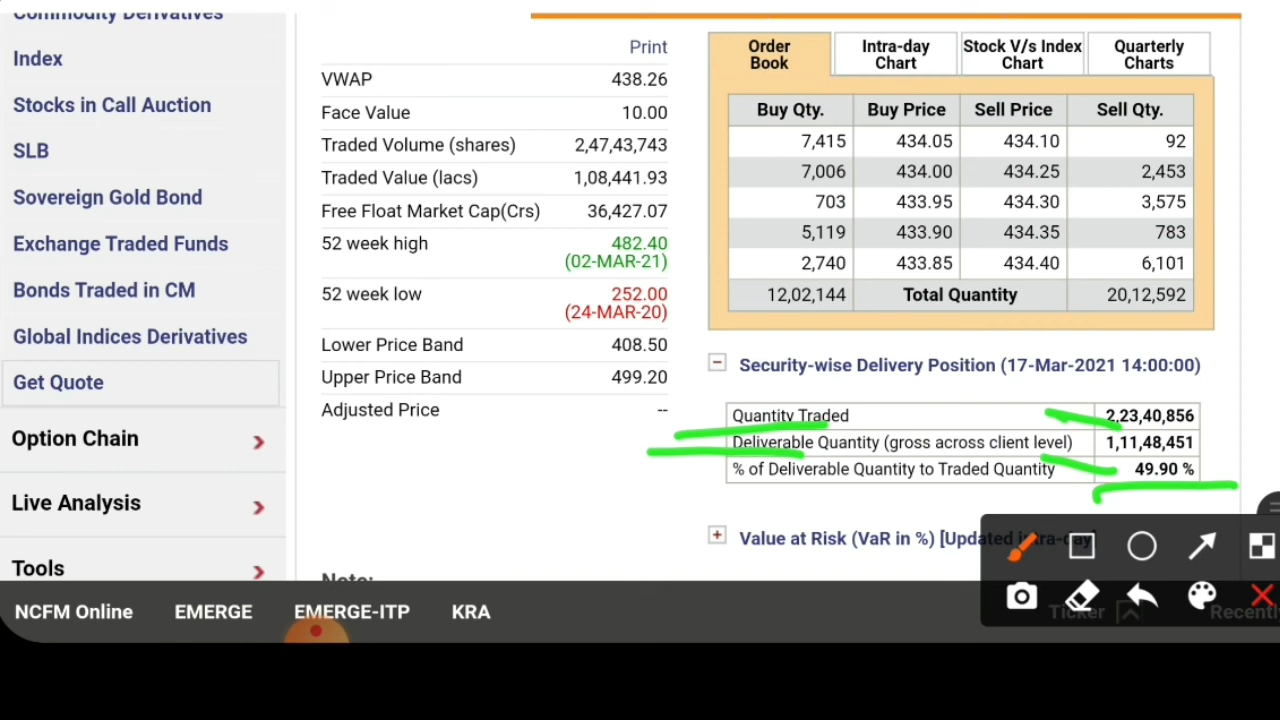 Commodity Derivatives
Index
Stocks in Call Auction
SLB
Sovereign Gold Bond
Exchange Traded Funds
Bonds Traded in CM
Global Indices Derivatives
Get Quote
Option Chain
Live Analysis
Tools
Print
VWAP 438.26
Face Value 10.00
Traded Volume (shares) 2,47,43,743
Traded Value (lacs) 1,08,441.93
Free Float Market Cap(Crs) 36,427.07
52 week high 482.40
(02-MAR-21)
52 week low 252.00
(24-MAR-20)
Lower Price Band 408.50
Upper Price Band 499.20
Adjusted Price --
Note:
Order Book
Intra-day Chart
Stock V/s Index Chart
Quarterly Charts
Buy Qty. Buy Price Sell Price Sell Qty.
7,415 434.05 434.10 92
7,006 434.00 434.25 2,453
703 433.95 434.30 3,575
5,119 433.90 434.35 783
2,740 433.85 434.40 6,101
12,02,144 Total Quantity 20,12,592
Security-wise Delivery Position (17-Mar-2021 14:00:00)
Quantity Traded 2,23,40,856
Deliverable Quantity (gross across client level) 1,11,48,451
% of Deliverable Quantity to Traded Quantity 49.90 %
Value at Risk (VaR in %) [Updated intra-day]
NCFM Online EMERGE EMERGE-ITP KRA Ticker Recently